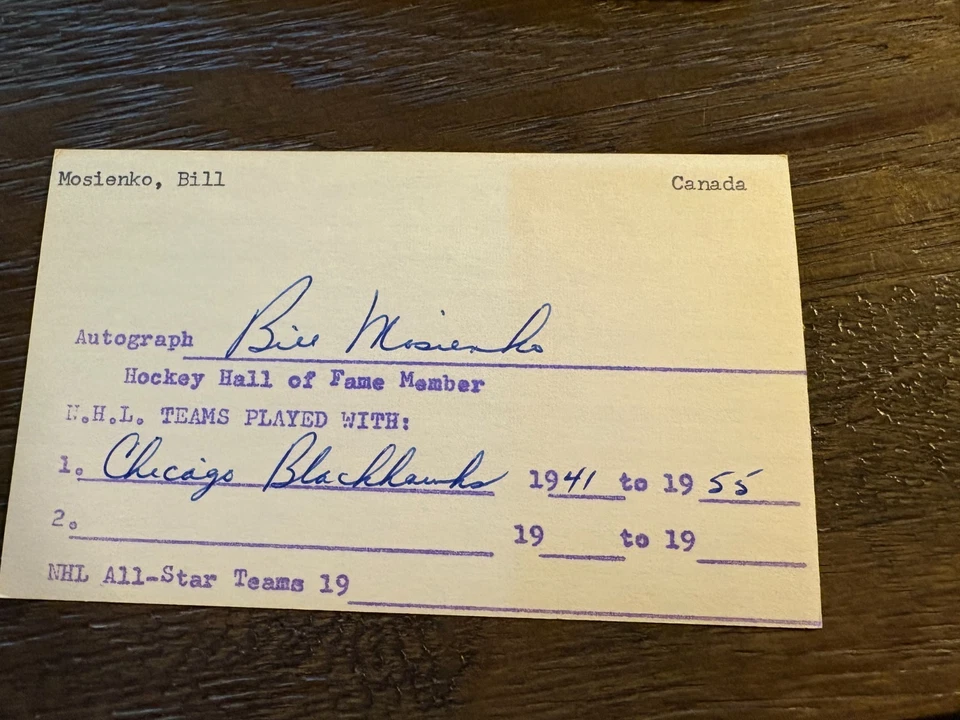 Mosienko, Bill Canada
Autograph Bill Mosienko
Hockey Hall of Fame Member
N.H.L. TEAMS PLAYED WITH:
1. Chicago Blackhawks 1941 to 1955
2. 19 to 19
NHL All-Star Teams 19